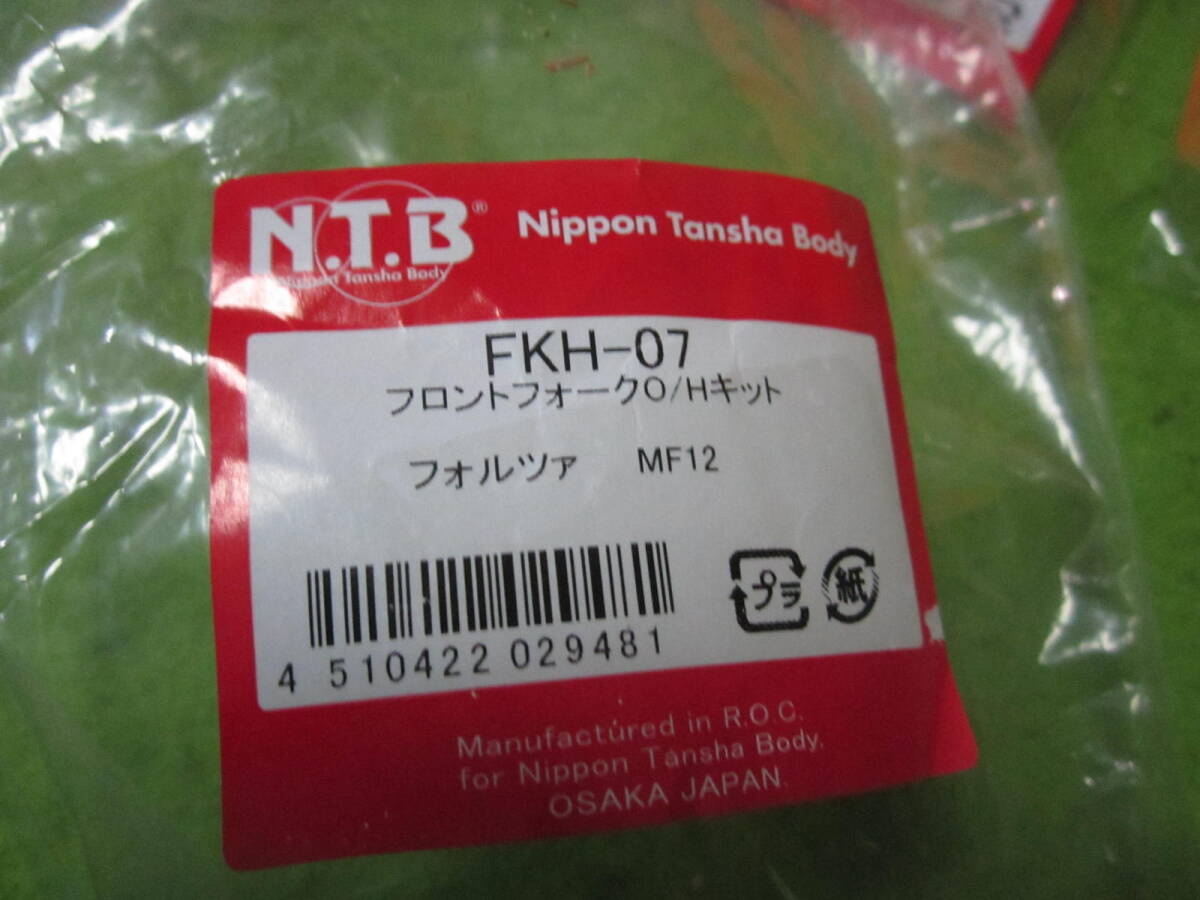 N.T.B®
Nippon Tansha Body
Nippon Tansha Body
FKH-07
フロントフォークO/Hキット
フォルツァ MF12
4 510422 029481
プラ
紙
Manufactured in R.O.C.
for Nippon Tansha Body.
OSAKA JAPAN.